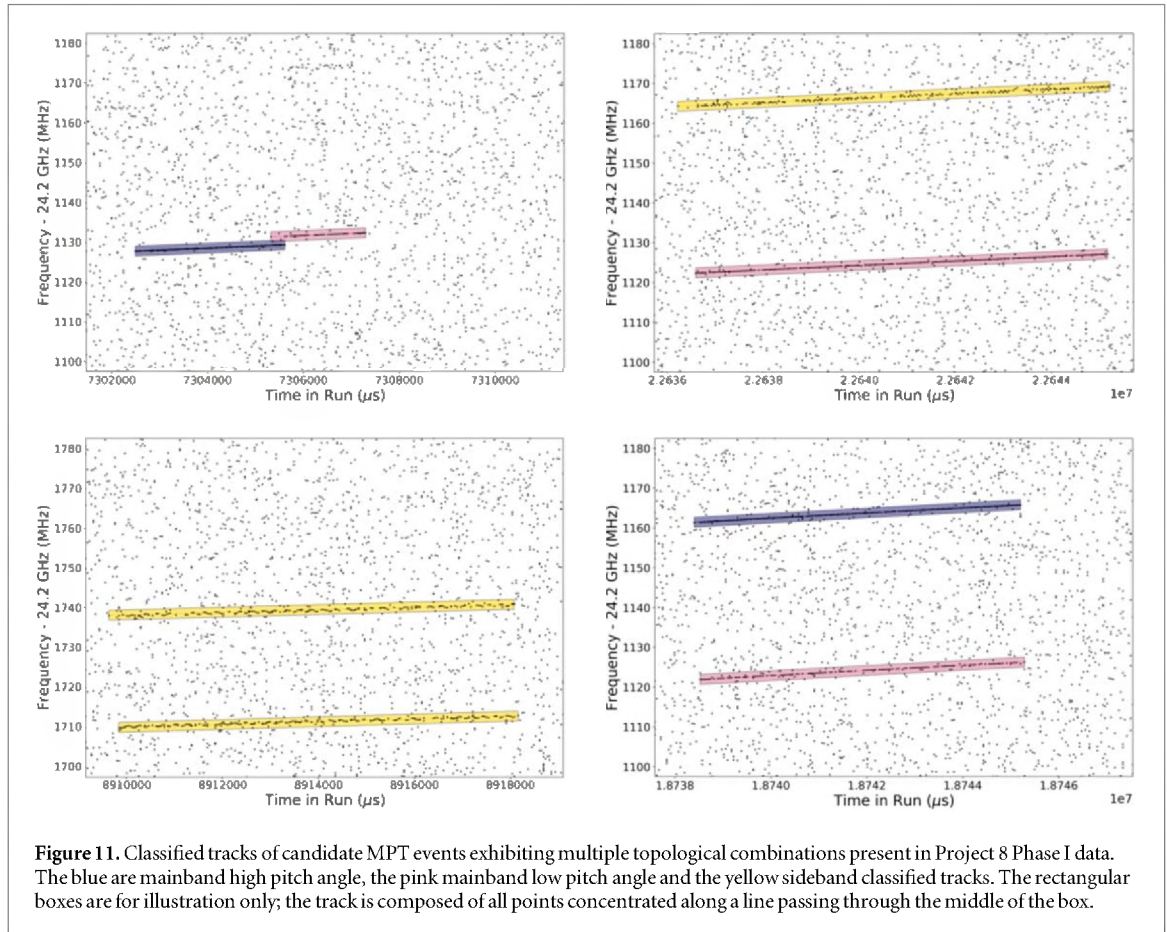 1180
1170
1160
1150
1140
1130
1120
1110
1100
Frequency - 24.2 GHz (MHz)
7302000 7304000 7306000 7308000 7310000
Time in Run (μs)
1180
1170
1160
1150
1140
1130
1120
1110
1100
Frequency - 24.2 GHz (MHz)
2.2636 2.2638 2.2640 2.2642 2.2644
Time in Run (μs) 1e7
1780
1770
1760
1750
1740
1730
1720
1710
1700
Frequency - 24.2 GHz (MHz)
8910000 8912000 8914000 8916000 8918000
Time in Run (μs)
1180
1170
1160
1150
1140
1130
1120
1110
1100
Frequency - 24.2 GHz (MHz)
1.8738 1.8740 1.8742 1.8744 1.8746
Time in Run (μs) 1e7
Figure 11. Classified tracks of candidate MPT events exhibiting multiple topological combinations present in Project 8 Phase I data.
The blue are mainband high pitch angle, the pink mainband low pitch angle and the yellow sideband classified tracks. The rectangular
boxes are for illustration only; the track is composed of all points concentrated along a line passing through the middle of the box.